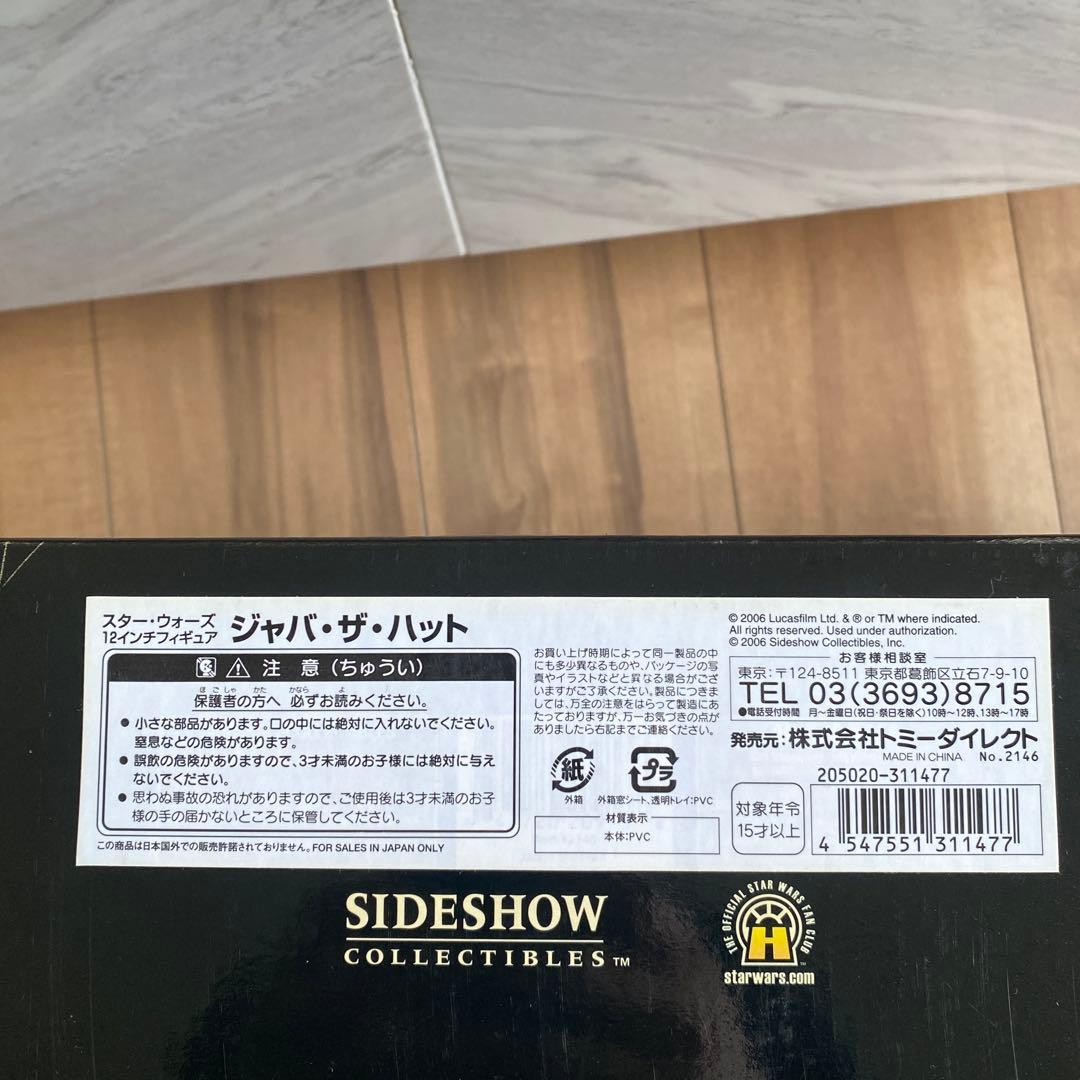 スター・ウォーズ
12インチフィギュア ジャバ・ザ・ハット
注 意 (ちゅうい)
ほごしゃ かた かなら よ
保護者の方へ 必ずお読みください。
● 小さな部品があります。口の中には絶対に入れないでください。
窒息などの危険があります。
● 誤飲の危険がありますので、3才未満のお子様には絶対に与え
ないでください。
● 思わぬ事故の恐れがありますので、ご使用後は3才未満のお子
様の手の届かないところに保管してください。
この商品は日本国外での販売許諾されておりません。FOR SALES IN JAPAN ONLY
お買い上げ時期によって同一製品の中
にも多少異なるものや、パッケージの写
真やイラストなどと異なる場合がござ
いますがご了承ください。製品につきまし
ては、万全の注意をはらって製造にあ
たっておりますが、万一お気づきの点が
ありましたら右記までご連絡ください。
紙
外箱
プラ
外箱窓シート、透明トレイ:PVC
材質表示
本体:PVC
© 2006 Lucasfilm Ltd. & ® or TM where indicated.
All rights reserved. Used under authorization.
© 2006 Sideshow Collectibles, Inc.
お客様相談室
東京: 〒124-8511 東京都葛飾区立石7-9-10
TEL 03(3693)8715
●電話受付時間 月〜金曜日(祝日・祭日を除く)10時〜12時、13時〜17時
発売元: 株式会社トミーダイレクト
MADE IN CHINA No.2146
205020-311477
対象年令
15才以上
4 547551 311477
SIDESHOW
COLLECTIBLES TM
THE OFFICIAL STAR WARS FAN CLUB
H
TM
starwars.com